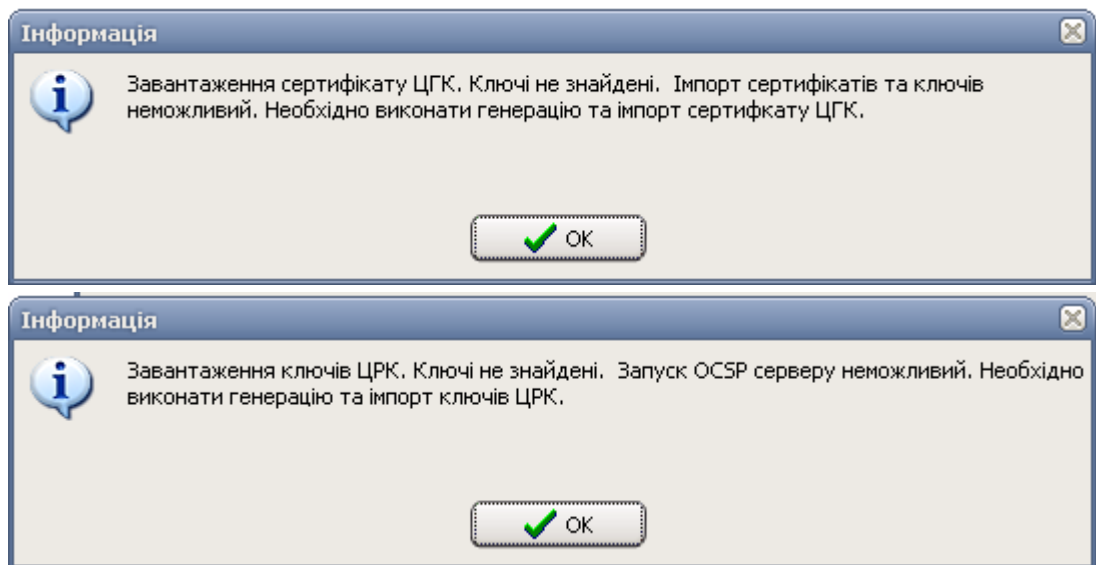 Інформація
Завантаження сертифікату ЦГК. Ключі не знайдені. Імпорт сертифікатів та ключів
неможливий. Необхідно виконати генерацію та імпорт сертифкату ЦГК.
OK
Інформація
Завантаження ключів ЦРК. Ключі не знайдені. Запуск OCSP серверу неможливий. Необхідно
виконати генерацію та імпорт ключів ЦРК.
OK